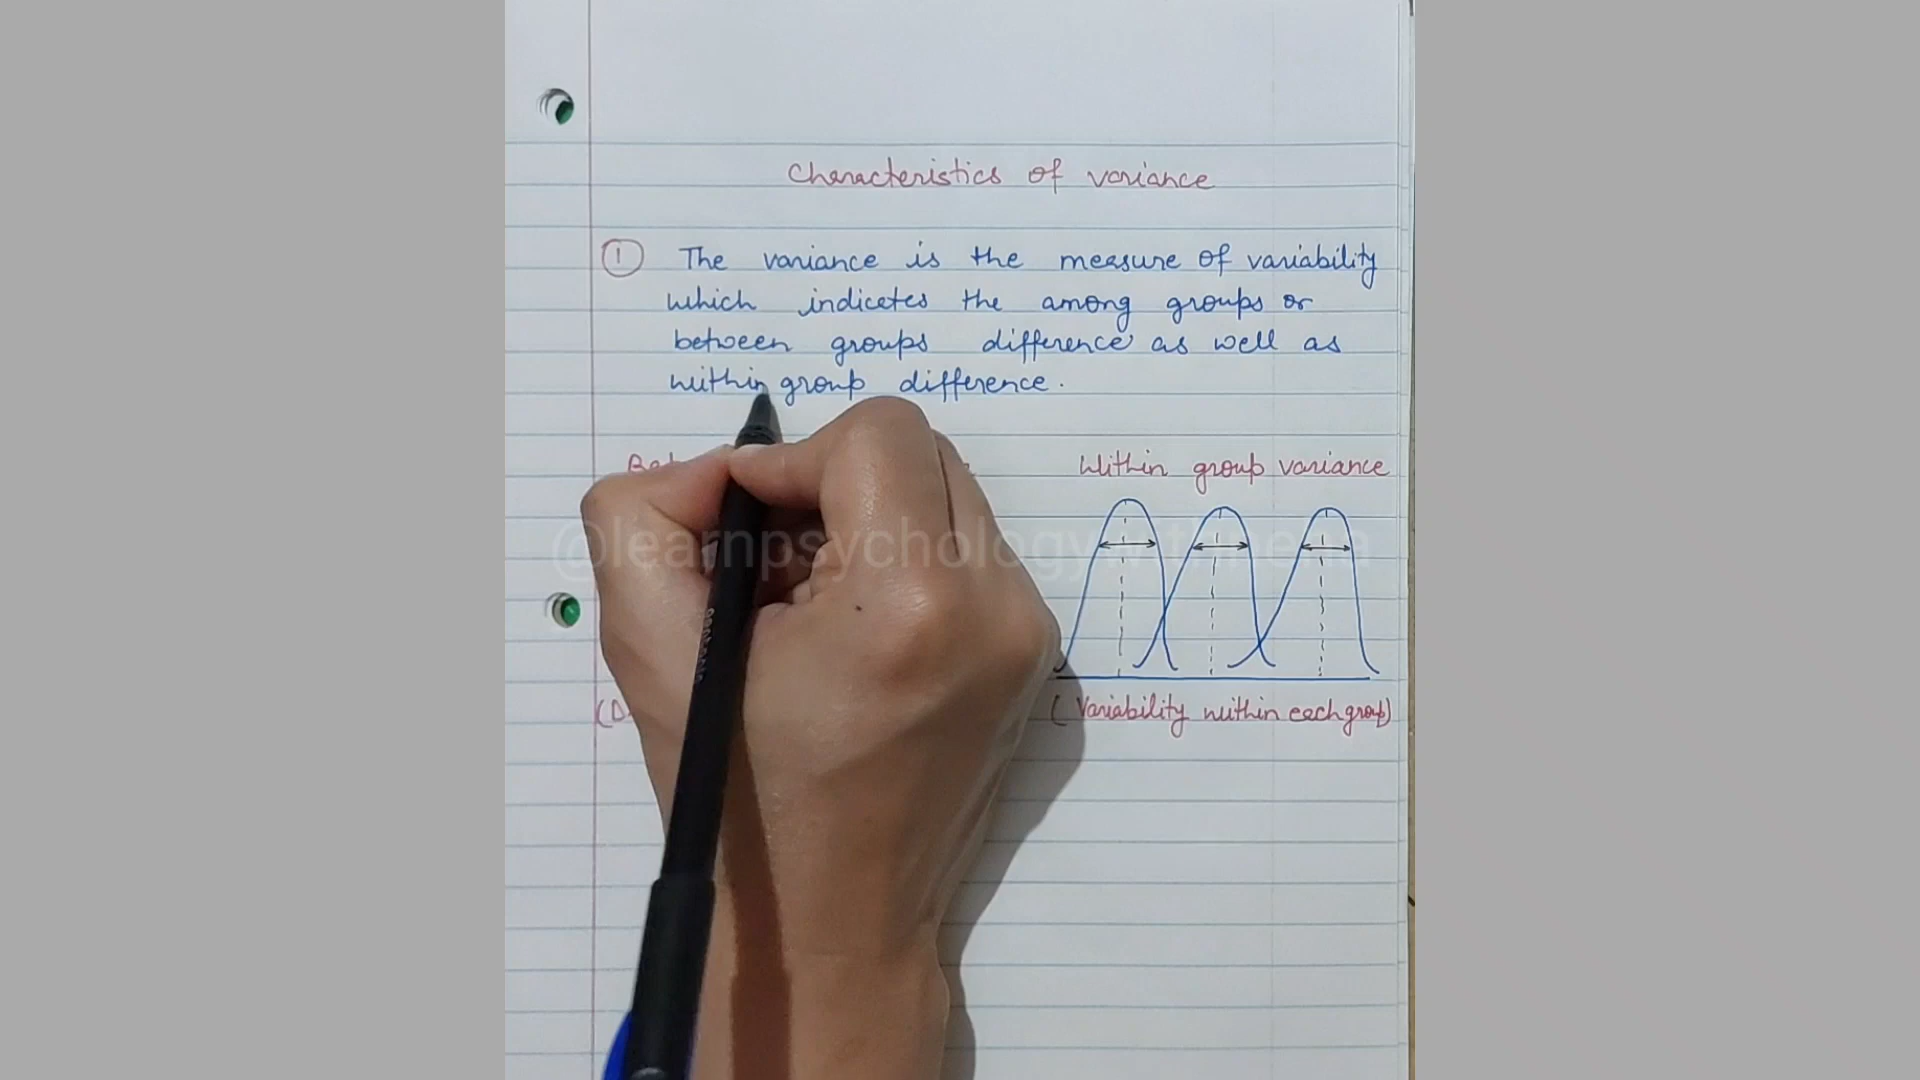 Characteristics of variance
① The variance is the measure of variability
which indicates the among groups or
between groups difference as well as
within group difference.
Within group variance
(Variability within each group)
@learnpsychologywithneha